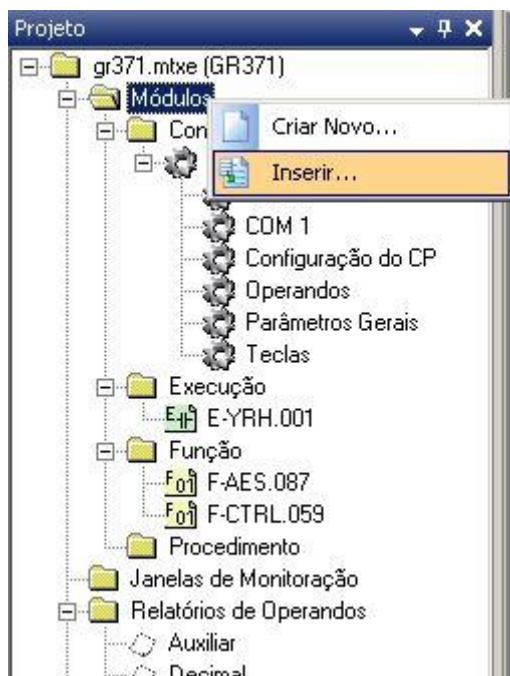 Projeto
gr371.mtxe (GR371)
Módulos
Criar Novo...
Con
Inserir...
COM 1
Configuração do CP
Operandos
Parâmetros Gerais
Teclas
Execução
E-YRH.001
Função
F-AES.087
F-CTRL.059
Procedimento
Janelas de Monitoração
Relatórios de Operandos
Auxiliar
Decimal